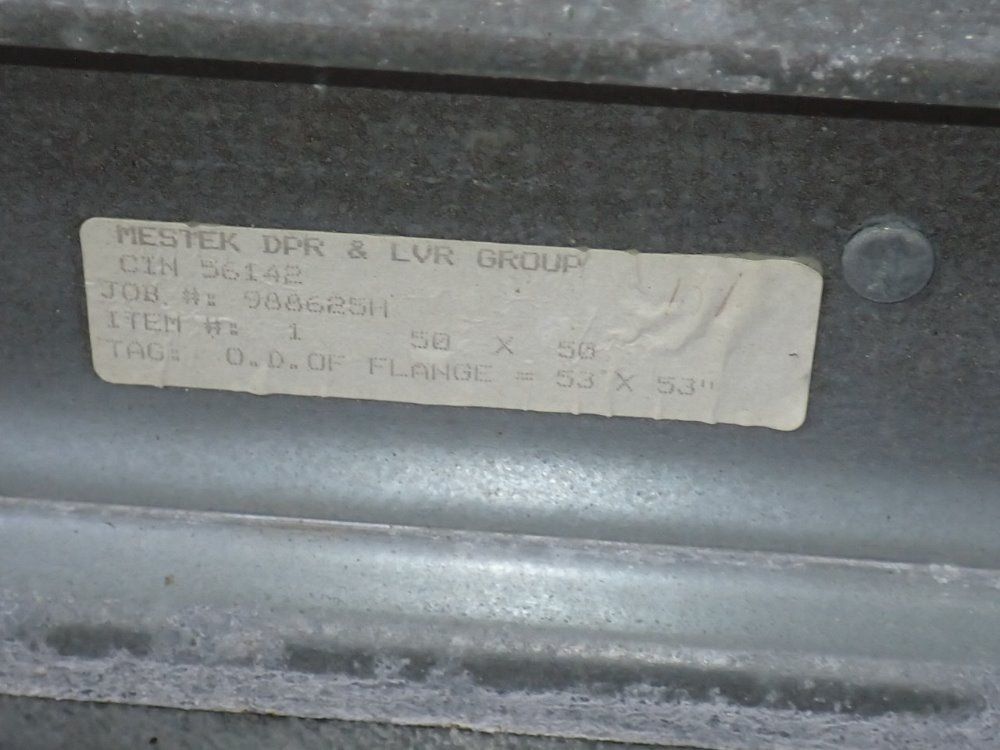 MESTEK DPR & LVR GROUP
CIN 56142
JOB #: 988625H
ITEM #: 1 50 X 50
TAG: O.D.OF FLANGE = 53 X 53"